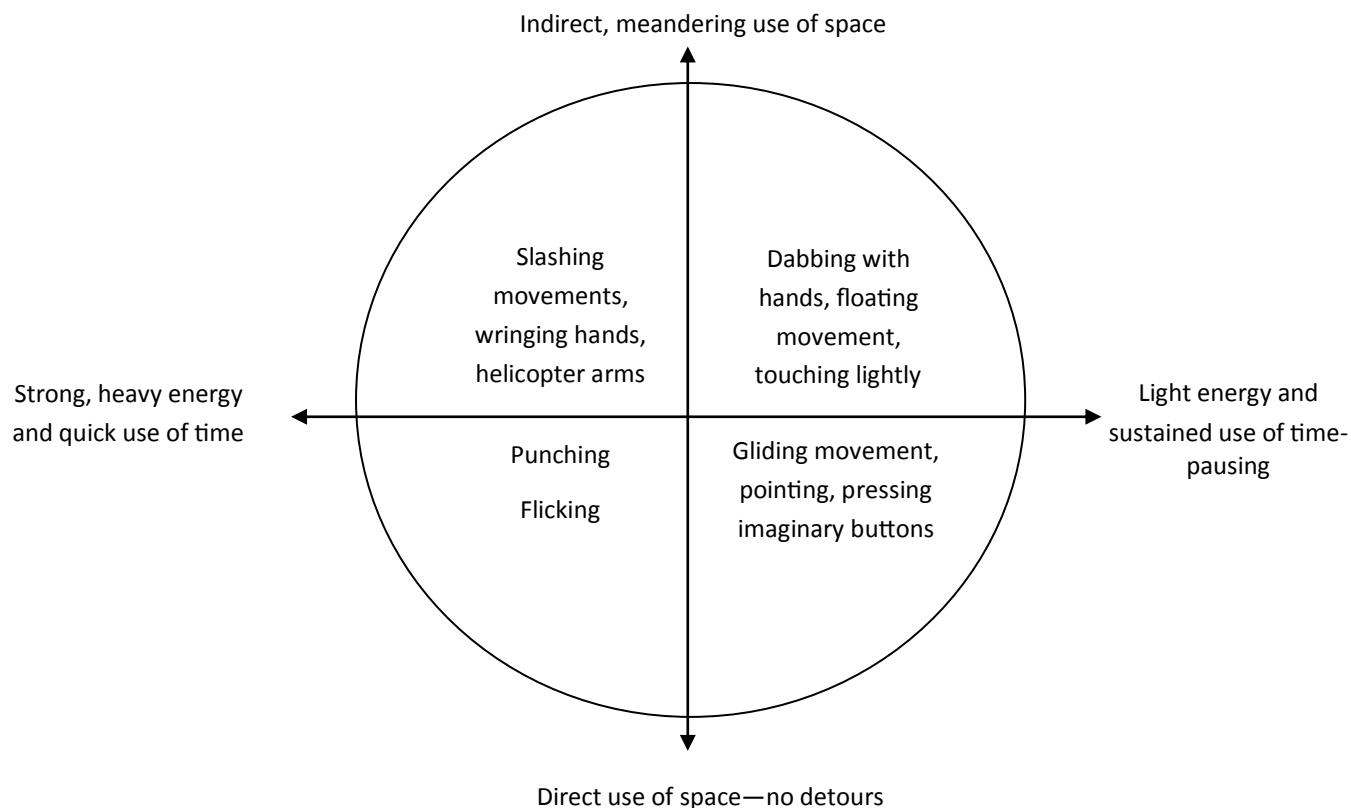 Indirect, meandering use of space
Slashing
movements,
wringing hands,
helicopter arms
Dabbing with
hands, floating
movement,
touching lightly
Strong, heavy energy
and quick use of time
Light energy and
sustained use of time-
pausing
Punching
Flicking
Gliding movement,
pointing, pressing
imaginary buttons
Direct use of space—no detours